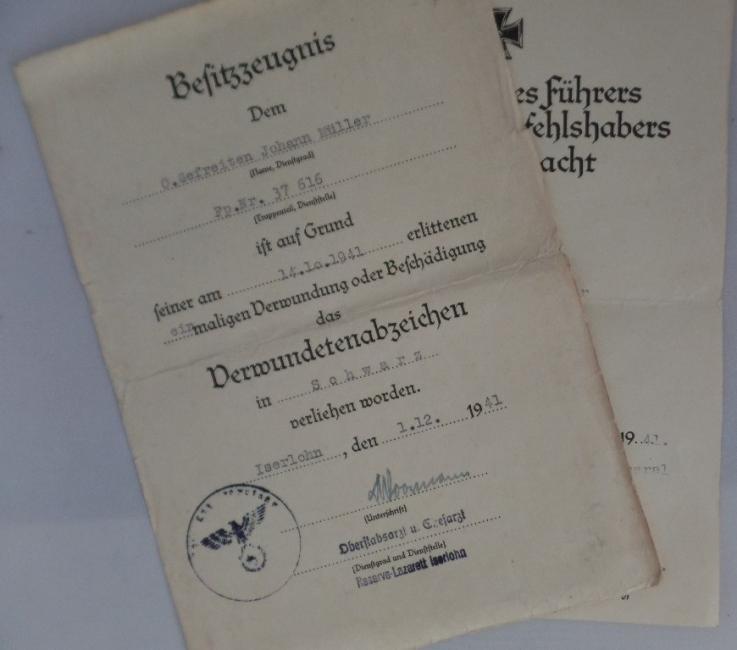 Besitzzeugnis
Dem
O.Gefreiten Johann Müller
(Name, Dienstgrad)
Fp.Nr. 37 616
(Truppenteil, Dienststelle)
ist auf Grund
seiner am 14.10.1941 erlittenen
einmaligen Verwundung oder Beschädigung
das
Verwundetenabzeichen
in Schwarz
verliehen worden.
Iserlohn, den 1.12. 1941
(Unterschrift)
Oberstabsarzt u. Chefarzt
(Dienstgrad und Dienststelle)
Reserve-Lazarett Iserlohn
es Führers
fehlshabers
acht
19 41.